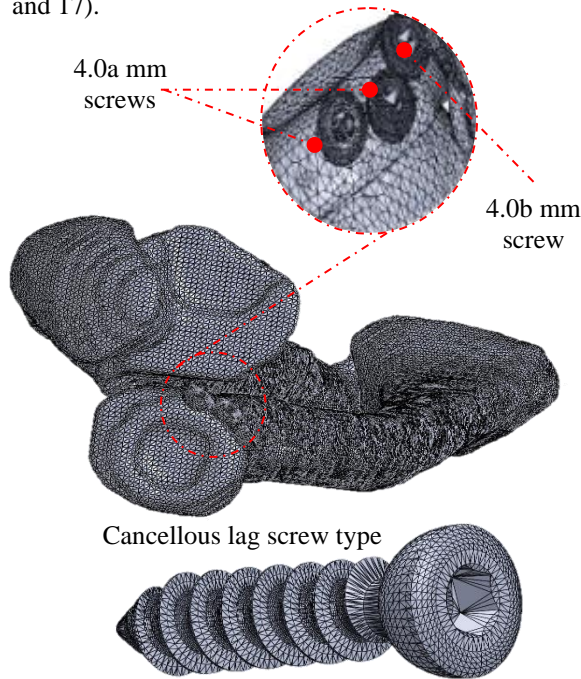 and 17).
4.0a mm
screws
4.0b mm
screw
Cancellous lag screw type